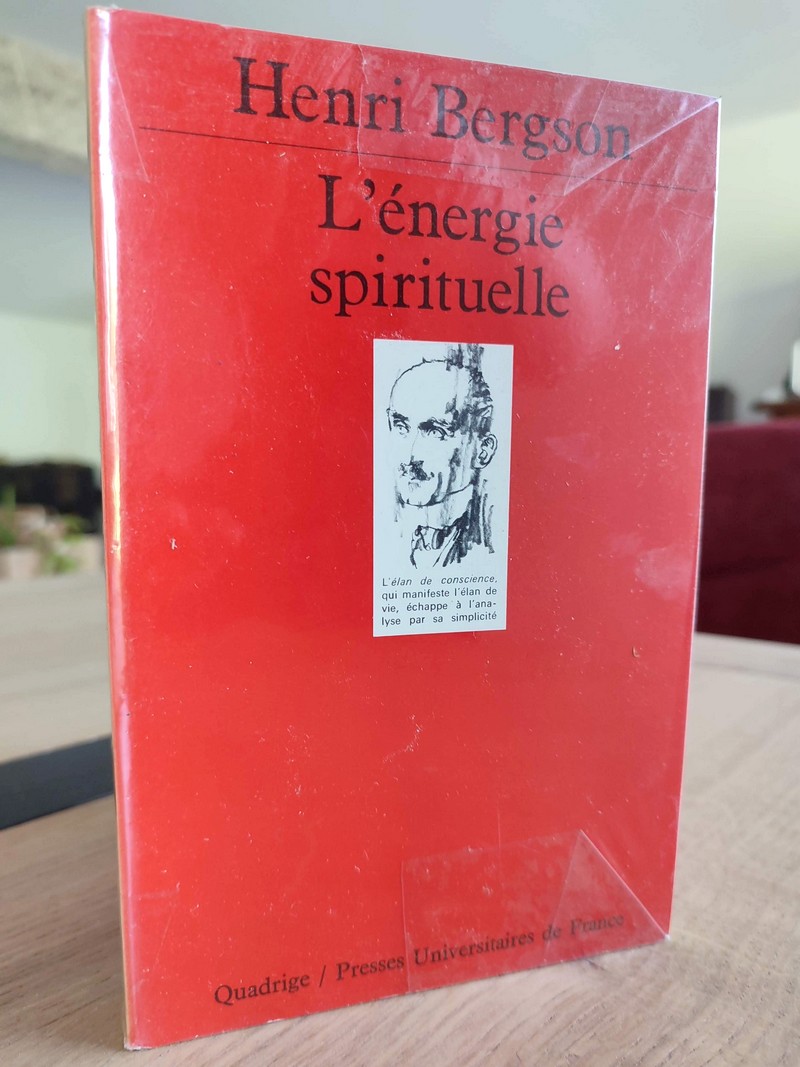 Henri Bergson
L'énergie
spirituelle
L'élan de conscience,
qui manifeste l'élan de
vie, échappe à l'ana-
lyse par sa simplicité
Quadrige / Presses Universitaires de France